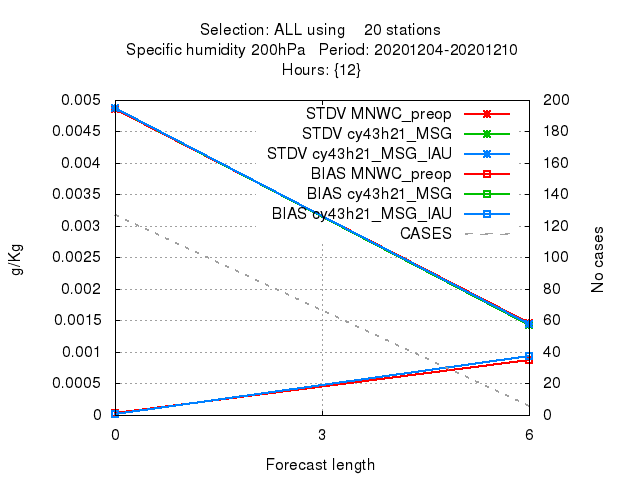 Selection: ALL using    20 stations
Specific humidity 200hPa   Period: 20201204-20201210
Hours: {12}
0.005
0.0045
0.004
0.0035
0.003
0.0025
0.002
0.0015
0.001
0.0005
0
g/Kg
STDV MNWC_preop
STDV cy43h21_MSG
STDV cy43h21_MSG_IAU
BIAS MNWC_preop
BIAS cy43h21_MSG
BIAS cy43h21_MSG_IAU
CASES
200
180
160
140
120
100
80
60
40
20
0
No cases
0 3 6
Forecast length